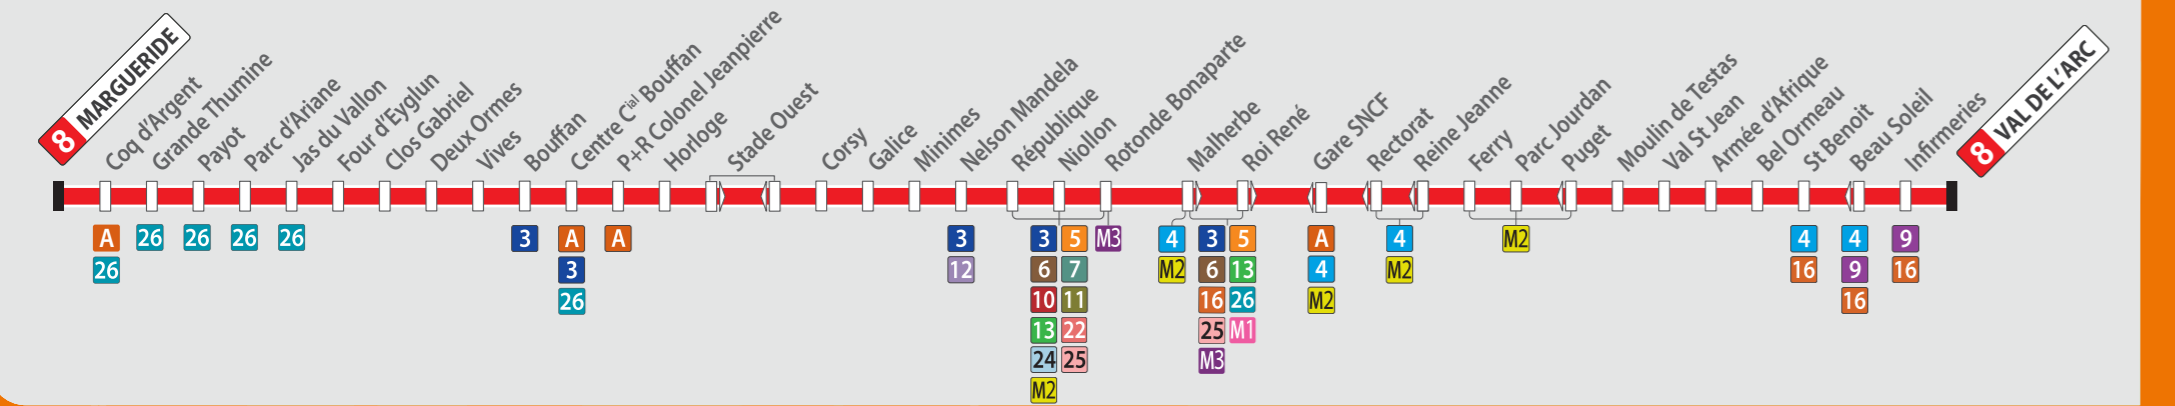 8 MARGUERIDE
Coq d'Argent
Grande Thumine
Payot
Parc d'Ariane
Jas du Vallon
Four d'Eyglun
Clos Gabriel
Deux Ormes
Vives
Bouffan
Centre Cial Bouffan
P+R Colonel Jeanpierre
Horloge
Stade Ouest
Corsy
Galice
Minimes
Nelson Mandela
République
Niollon
Rotonde Bonaparte
Malherbe
Roi René
Gare SNCF
Rectorat
Reine Jeanne
Ferry
Parc Jourdan
Puget
Moulin de Testas
Val St Jean
Armée d'Afrique
Bel Ormeau
St Benoit
Beau Soleil
Infirmeries
8 VAL DE L'ARC
A
26
26
26
26
26
3
A
3
26
A
3
12
3 5
6 7
10 11
13 22
24 25
M2
M3
4
M2
3 5
6 13
16 26
25 M1
M3
A
4
M2
4
M2
M2
4
16
4
9
16
9
16